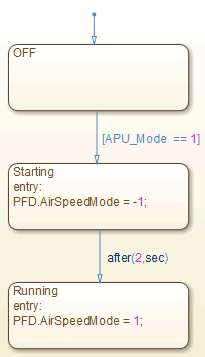 OFF
[APU_Mode == 1]
Starting
entry:
PFD.AirSpeedMode = -1;
after(2,sec)
Running
entry:
PFD.AirSpeedMode = 1;